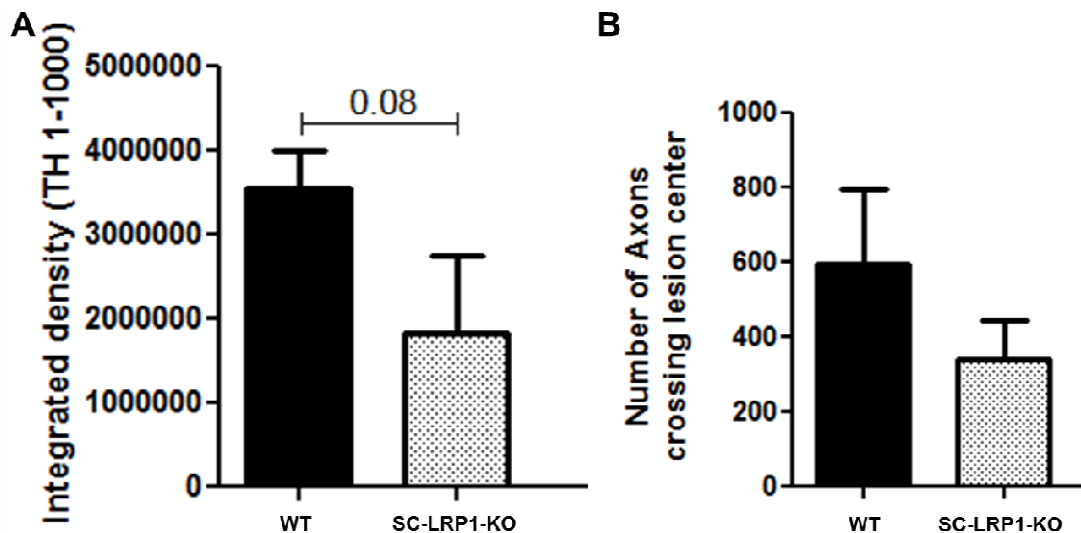 A
Integrated density (TH 1-1000)
5000000
4000000
3000000
2000000
1000000
0
0.08
WT
SC-LRP1-KO
B
Number of Axons
crossing lesion center
1000
800
600
400
200
0
WT
SC-LRP1-KO